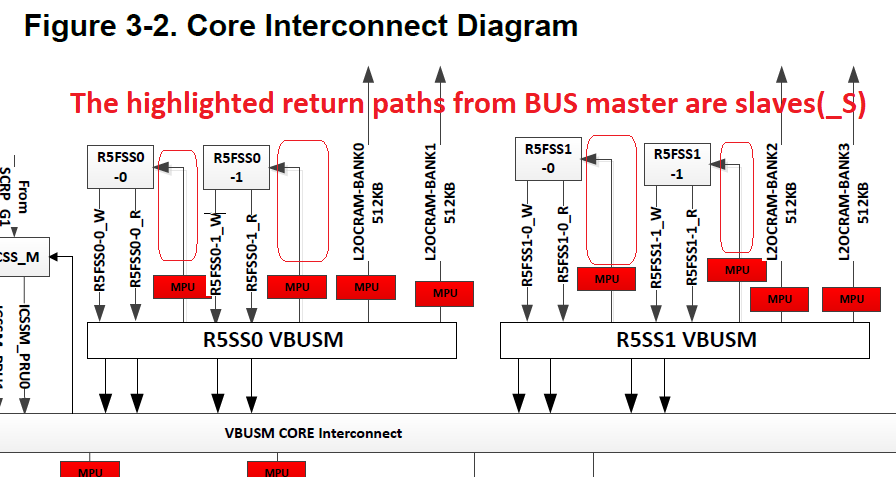 Figure 3-2. Core Interconnect Diagram
The highlighted return paths from BUS master are slaves(_S)
From
SCRP_G1
CSS_M
ICSSM_PRU0
R5FSS0
-0
R5FSS0
-1
R5FSS0-0_W
R5FSS0-0_R
R5FSS0-1_W
R5FSS0-1_R
L2OCRAM-BANK0
512KB
L2OCRAM-BANK1
512KB
MPU
MPU
MPU
MPU
R5SS0 VBUSM
R5FSS1
-0
R5FSS1
-1
R5FSS1-0_W
R5FSS1-0_R
R5FSS1-1_W
R5FSS1-1_R
L2OCRAM-BANK2
512KB
L2OCRAM-BANK3
512KB
MPU
MPU
MPU
MPU
R5SS1 VBUSM
VBUSM CORE Interconnect
MPU
MPU